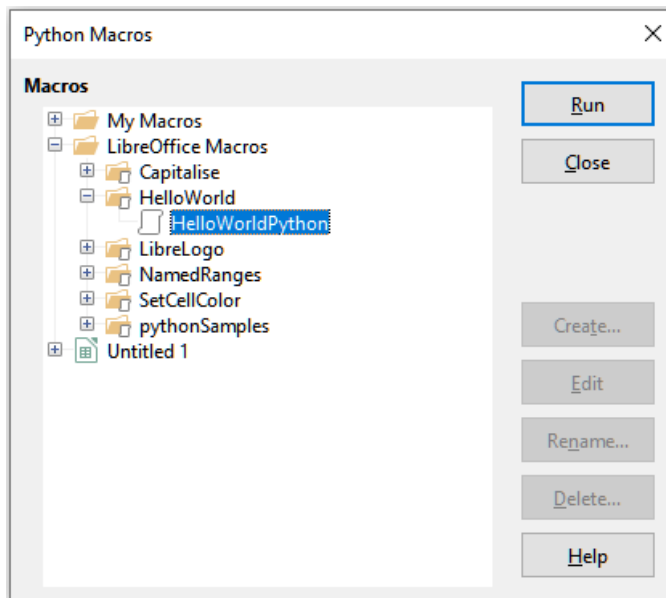 Python Macros
Macros
My Macros
LibreOffice Macros
Capitalise
HelloWorld
HelloWorldPython
LibreLogo
NamedRanges
SetCellColor
pythonSamples
Untitled 1
Run
Close
Create...
Edit
Rename...
Delete...
Help